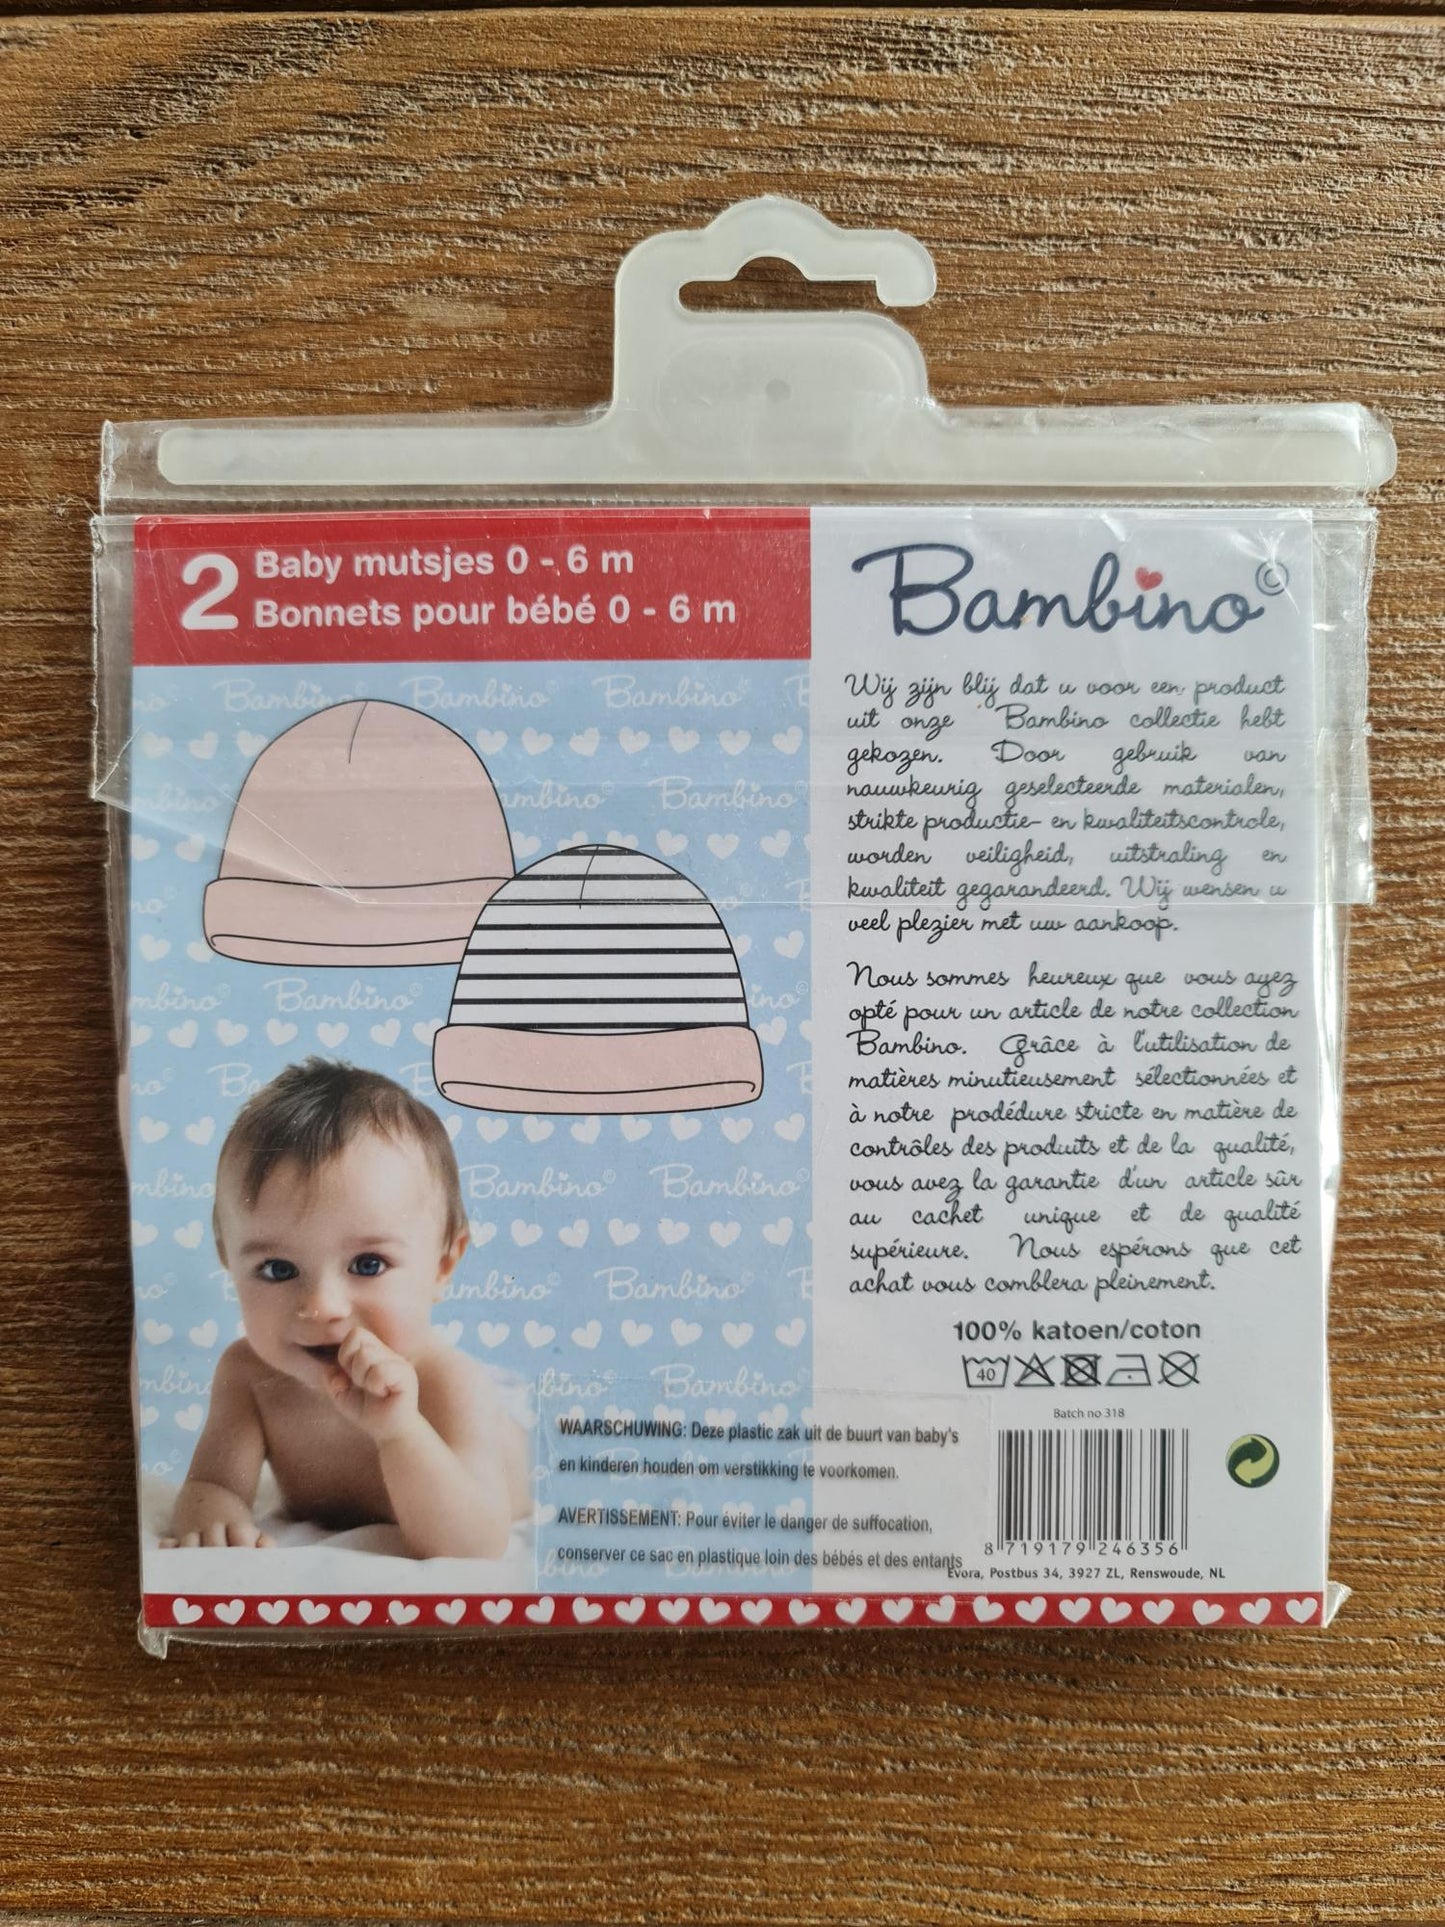 2
Baby mutsjes 0 - 6 m
Bonnets pour bébé 0 - 6 m
Bambino©
Wij zijn blij dat u voor een product
uit onze Bambino collectie hebt
gekozen. Door gebruik van
nauwkeurig geselecteerde materialen,
strikte productie- en kwaliteitscontrole,
worden veiligheid, uitstraling en
kwaliteit gegarandeerd. Wij wensen u
veel plezier met uw aankoop.
Nous sommes heureux que vous ayez
opté pour un article de notre collection
Bambino. Grâce à l'utilisation de
matières minutieusement sélectionnées et
à notre prodédure stricte en matière de
contrôles des produits et de la qualité,
vous avez la garantie d'un article sûr
au cachet unique et de qualité
supérieure. Nous espérons que cet
achat vous comblera pleinement.
100% katoen/coton
40
Batch no 318
WAARSCHUWING: Deze plastic zak uit de buurt van baby's
en kinderen houden om verstikking te voorkomen.
AVERTISSEMENT: Pour éviter le danger de suffocation,
conserver ce sac en plastique loin des bébés et des entants
8 719179 246356
Evora, Postbus 34, 3927 ZL, Renswoude, NL